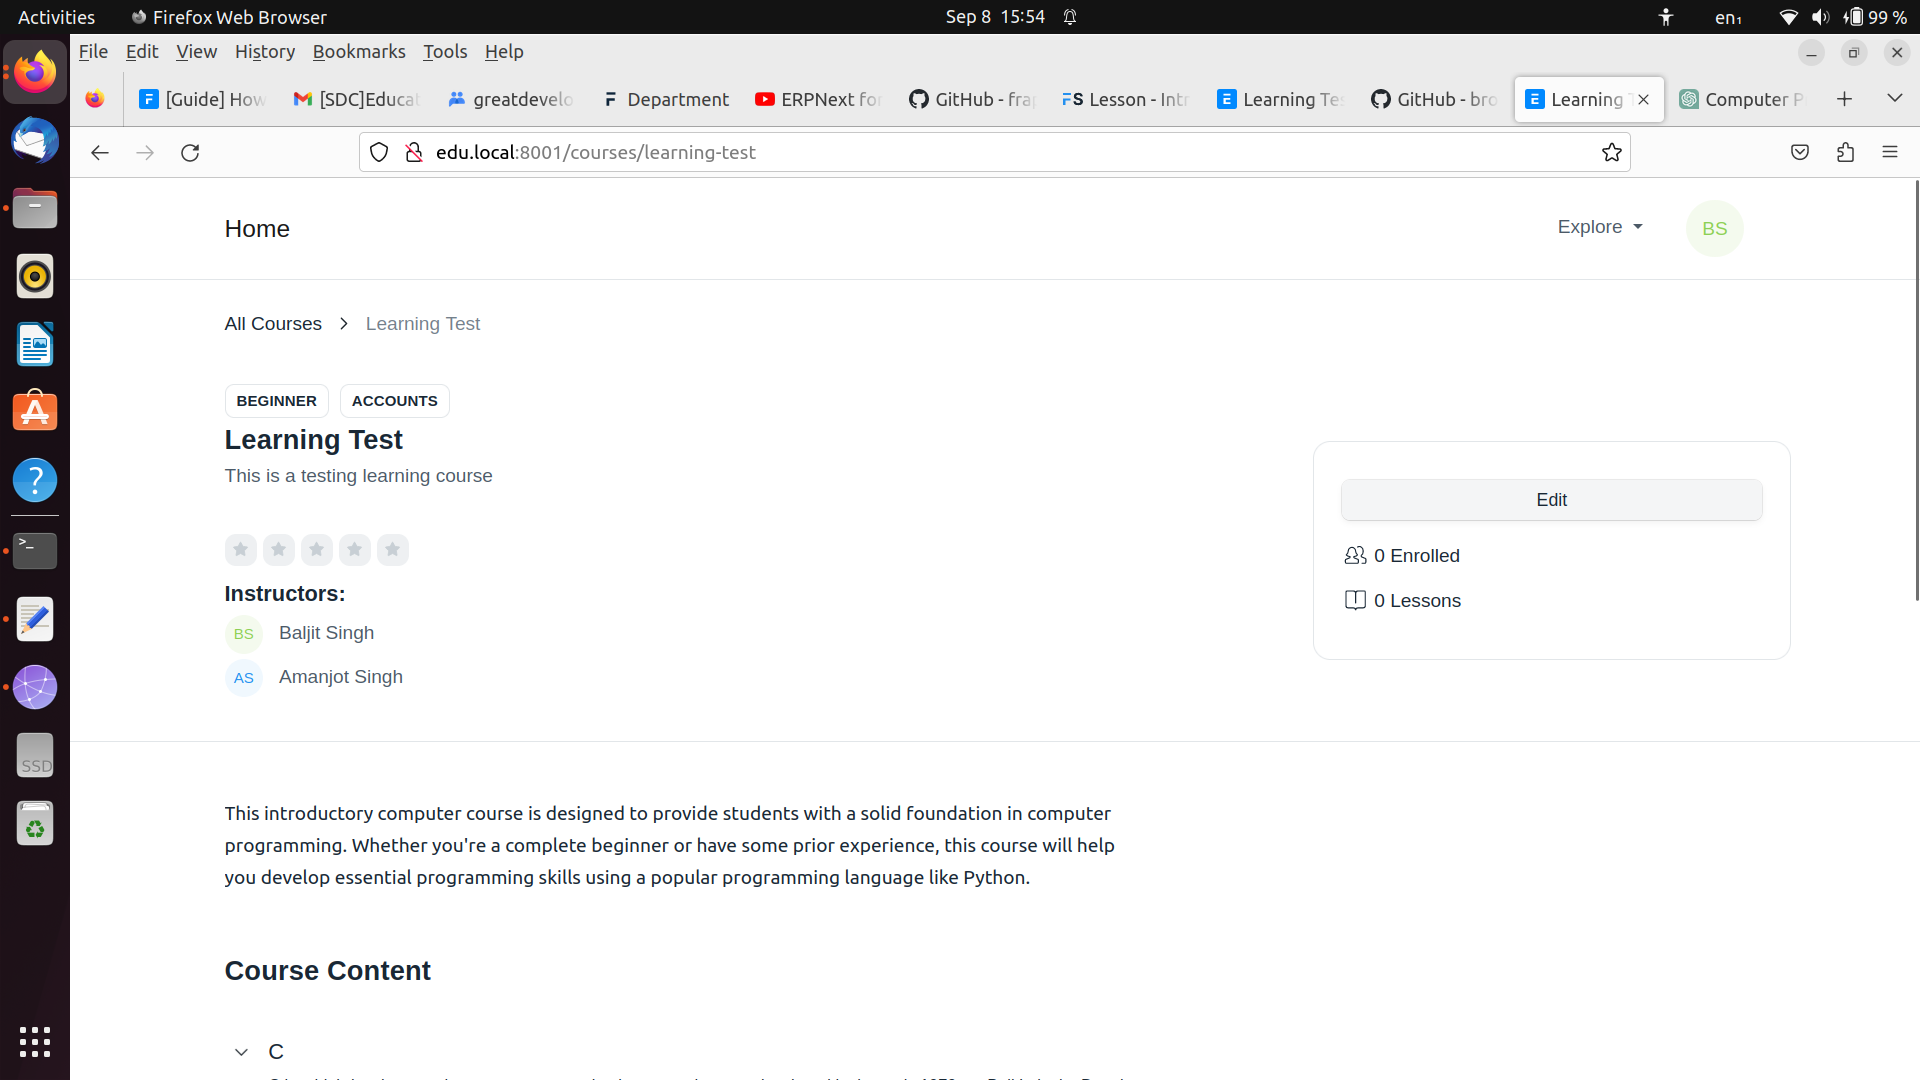 Activities Firefox Web Browser Sep 8 15:54 en₁ 99 %
File Edit View History Bookmarks Tools Help
[Guide] How [SDC]Educat greatdevelo Department ERPNext for GitHub - fra Lesson - Intr Learning Tes GitHub - bro Learning Computer P
edu.local:8001/courses/learning-test
Home Explore BS
All Courses Learning Test
BEGINNER ACCOUNTS
Learning Test
This is a testing learning course
Edit
0 Enrolled
0 Lessons
Instructors:
BS Baljit Singh
AS Amanjot Singh
SSD
This introductory computer course is designed to provide students with a solid foundation in computer
programming. Whether you're a complete beginner or have some prior experience, this course will help
you develop essential programming skills using a popular programming language like Python.
Course Content
C